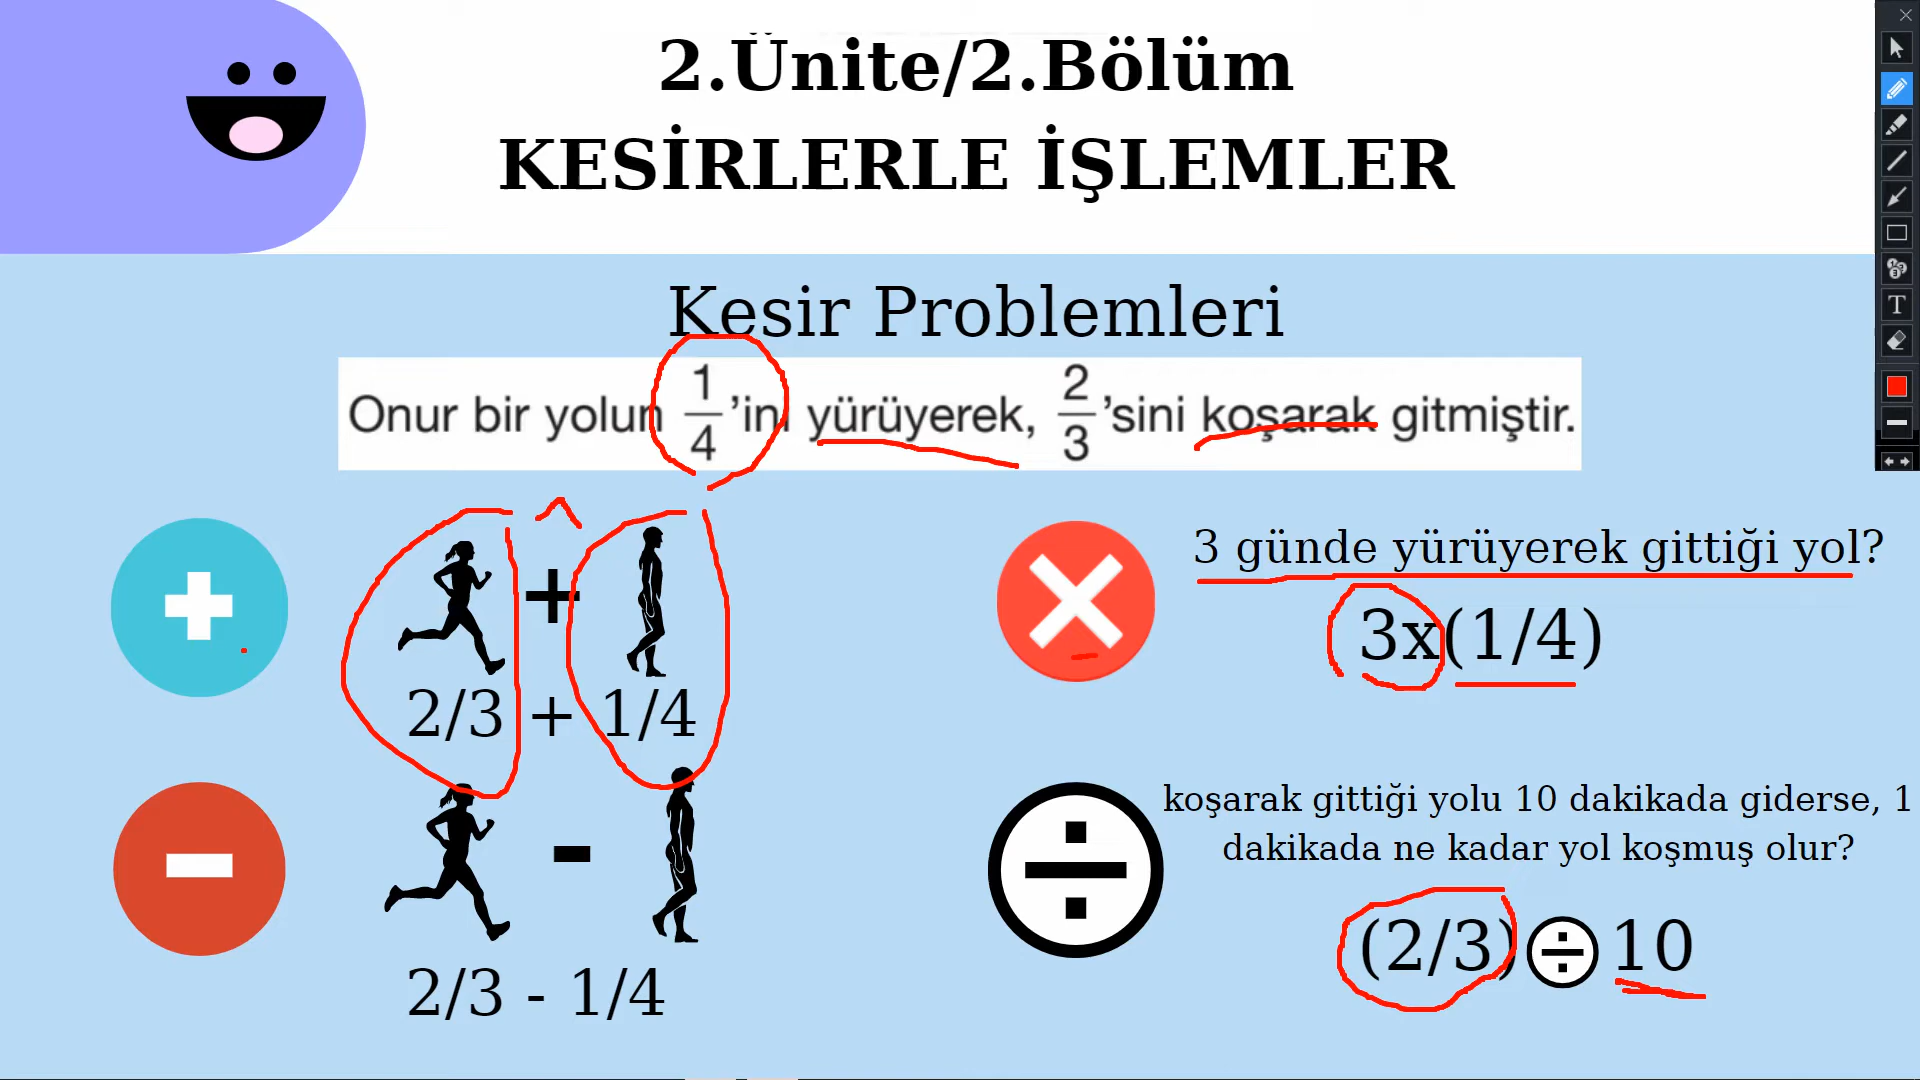 2.Ünite/2.Bölüm
KESİRLERLE İŞLEMLER
Kesir Problemleri
Onur bir yolun 1/4 'ini yürüyerek, 2/3 'sini koşarak gitmiştir.
+
2/3 + 1/4
-
2/3 - 1/4
3 günde yürüyerek gittiği yol?
3x(1/4)
koşarak gittiği yolu 10 dakikada giderse, 1
dakikada ne kadar yol koşmuş olur?
(2/3) ÷ 10